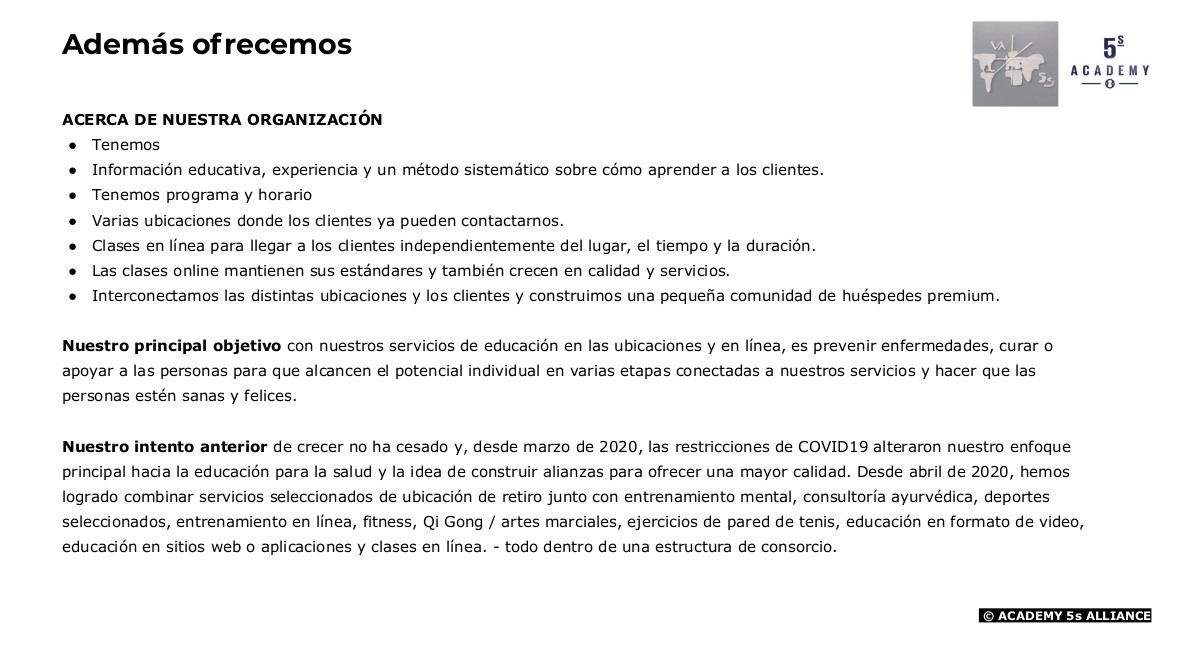 Además ofrecemos
VA
5s
5s
ACADEMY
ACERCA DE NUESTRA ORGANIZACIÓN
● Tenemos
● Información educativa, experiencia y un método sistemático sobre cómo aprender a los clientes.
● Tenemos programa y horario
● Varias ubicaciones donde los clientes ya pueden contactarnos.
● Clases en línea para llegar a los clientes independientemente del lugar, el tiempo y la duración.
● Las clases online mantienen sus estándares y también crecen en calidad y servicios.
● Interconectamos las distintas ubicaciones y los clientes y construimos una pequeña comunidad de huéspedes premium.
Nuestro principal objetivo con nuestros servicios de educación en las ubicaciones y en línea, es prevenir enfermedades, curar o
apoyar a las personas para que alcancen el potencial individual en varias etapas conectadas a nuestros servicios y hacer que las
personas estén sanas y felices.
Nuestro intento anterior de crecer no ha cesado y, desde marzo de 2020, las restricciones de COVID19 alteraron nuestro enfoque
principal hacia la educación para la salud y la idea de construir alianzas para ofrecer una mayor calidad. Desde abril de 2020, hemos
logrado combinar servicios seleccionados de ubicación de retiro junto con entrenamiento mental, consultoría ayurvédica, deportes
seleccionados, entrenamiento en línea, fitness, Qi Gong / artes marciales, ejercicios de pared de tenis, educación en formato de video,
educación en sitios web o aplicaciones y clases en línea. - todo dentro de una estructura de consorcio.
© ACADEMY 5s ALLIANCE